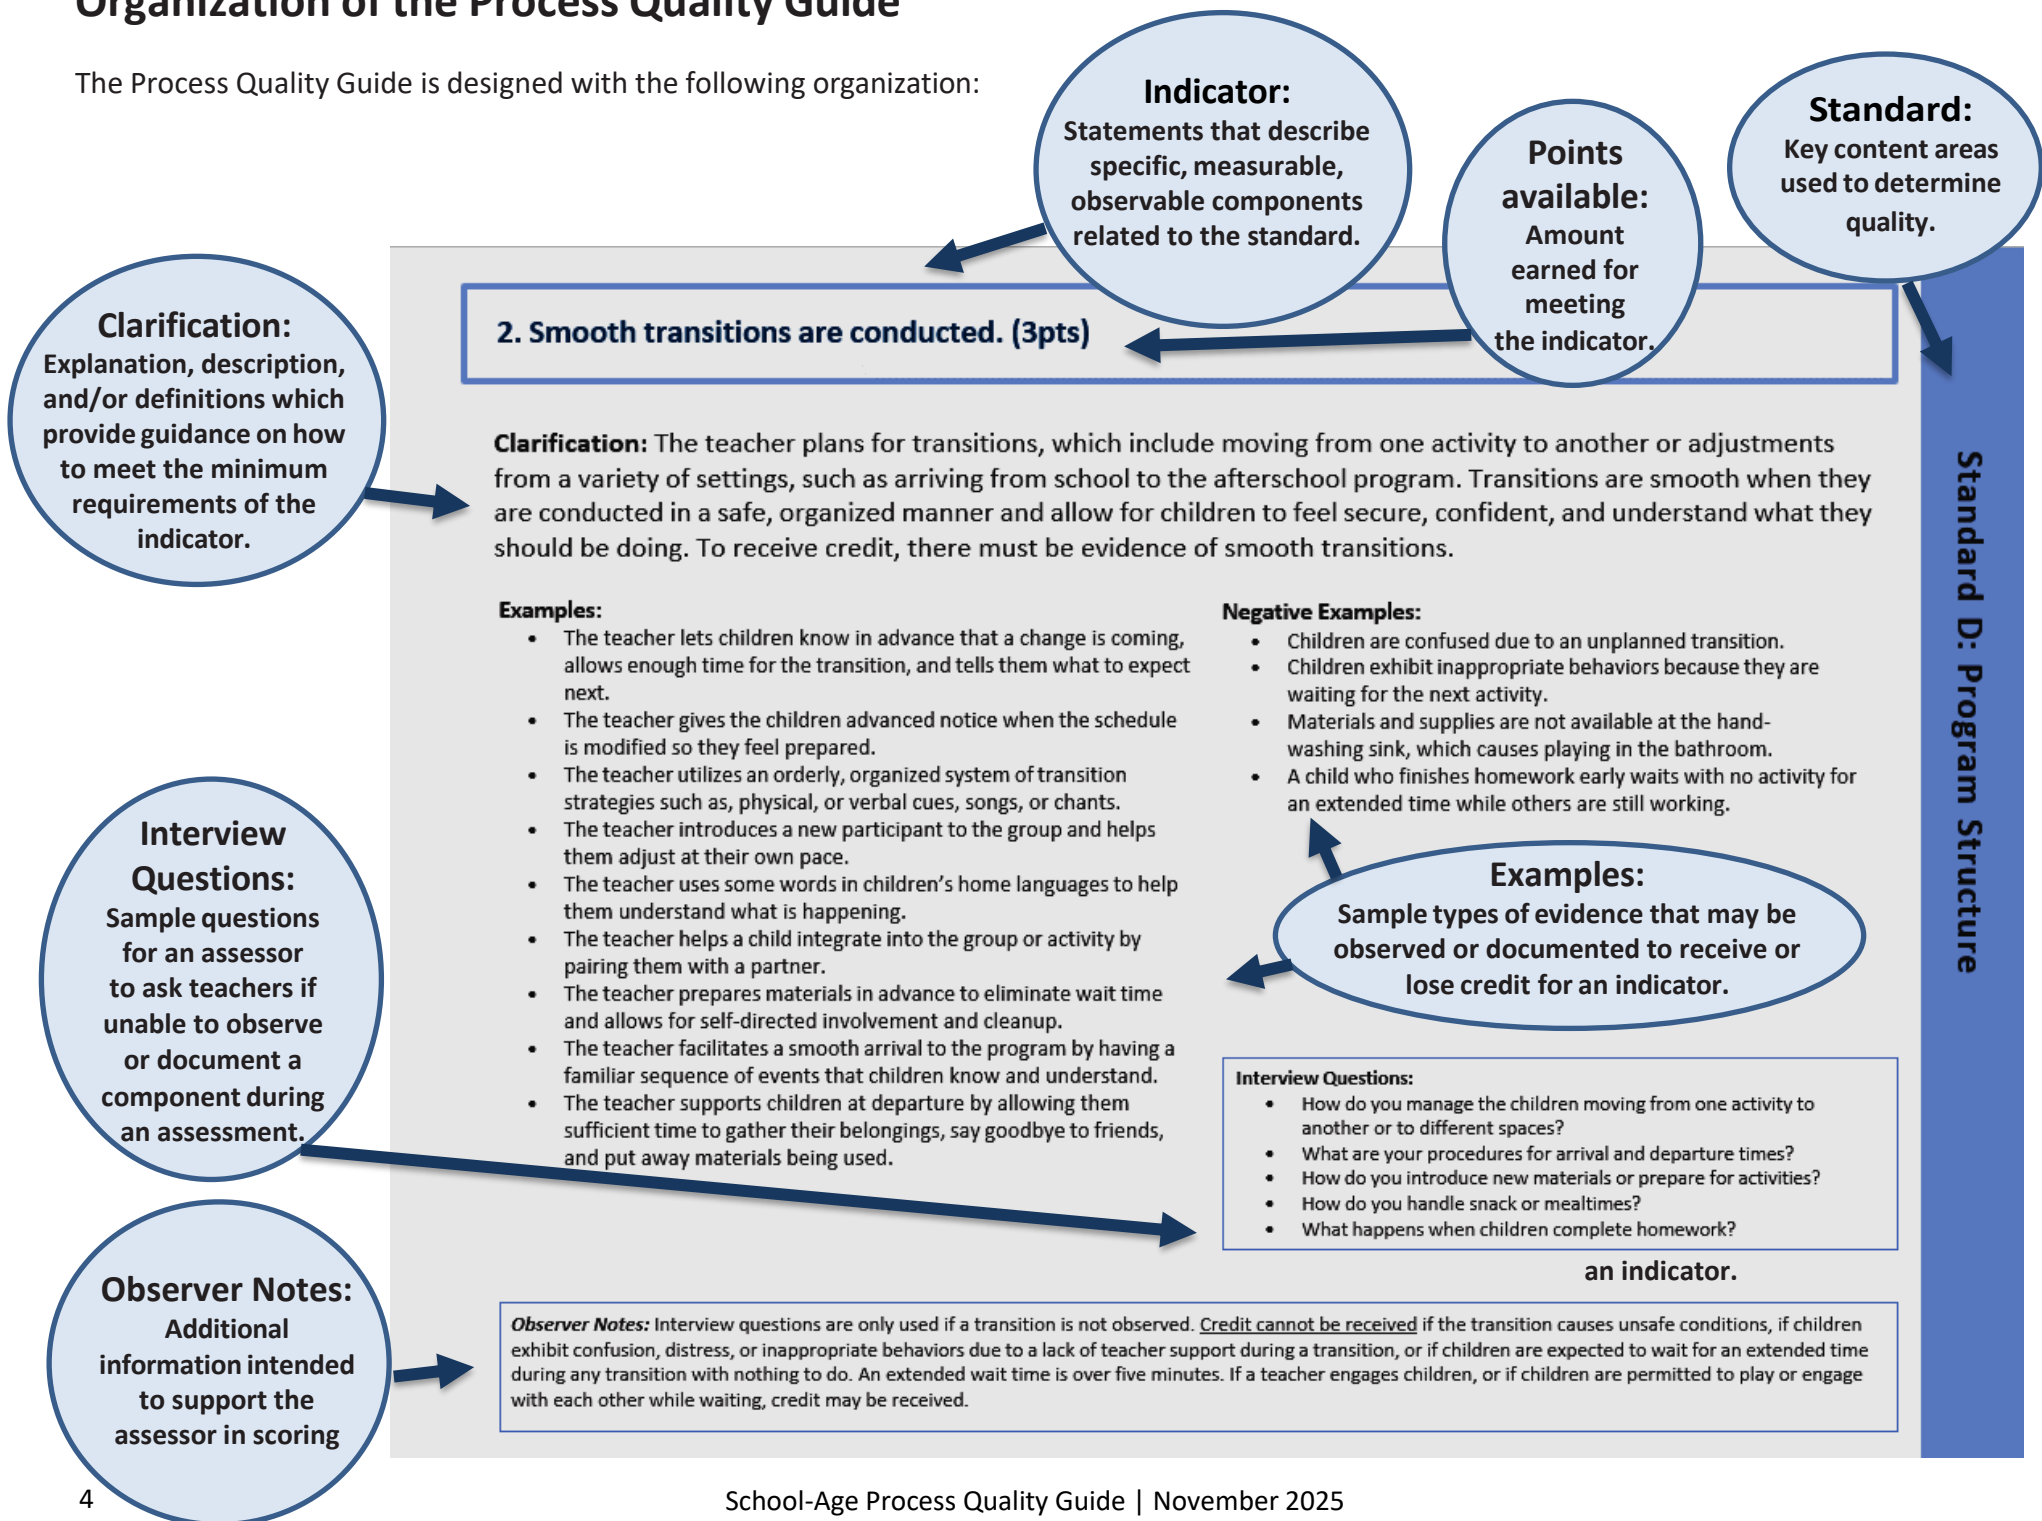 Organization of the Process Quality Guide
The Process Quality Guide is designed with the following organization:
Indicator:
Statements that describe
specific, measurable,
observable components
related to the standard.
Points
available:
Amount
earned for
meeting
the indicator.
Standard:
Key content areas
used to determine
quality.
Clarification:
Explanation, description,
and/or definitions which
provide guidance on how
to meet the minimum
requirements of the
indicator.
2. Smooth transitions are conducted. (3pts)
Clarification: The teacher plans for transitions, which include moving from one activity to another or adjustments
from a variety of settings, such as arriving from school to the afterschool program. Transitions are smooth when they
are conducted in a safe, organized manner and allow for children to feel secure, confident, and understand what they
should be doing. To receive credit, there must be evidence of smooth transitions.
Standard D: Program Structure
Examples:
• The teacher lets children know in advance that a change is coming,
allows enough time for the transition, and tells them what to expect
next.
• The teacher gives the children advanced notice when the schedule
is modified so they feel prepared.
• The teacher utilizes an orderly, organized system of transition
strategies such as, physical, or verbal cues, songs, or chants.
• The teacher introduces a new participant to the group and helps
them adjust at their own pace.
• The teacher uses some words in children's home languages to help
them understand what is happening.
• The teacher helps a child integrate into the group or activity by
pairing them with a partner.
• The teacher prepares materials in advance to eliminate wait time
and allows for self-directed involvement and cleanup.
• The teacher facilitates a smooth arrival to the program by having a
familiar sequence of events that children know and understand.
• The teacher supports children at departure by allowing them
sufficient time to gather their belongings, say goodbye to friends,
and put away materials being used.
Negative Examples:
• Children are confused due to an unplanned transition.
• Children exhibit inappropriate behaviors because they are
waiting for the next activity.
• Materials and supplies are not available at the hand-
washing sink, which causes playing in the bathroom.
• A child who finishes homework early waits with no activity for
an extended time while others are still working.
Examples:
Sample types of evidence that may be
observed or documented to receive or
lose credit for an indicator.
Interview
Questions:
Sample questions
for an assessor
to ask teachers if
unable to observe
or document a
component during
an assessment.
Interview Questions:
• How do you manage the children moving from one activity to
another or to different spaces?
• What are your procedures for arrival and departure times?
• How do you introduce new materials or prepare for activities?
• How do you handle snack or mealtimes?
• What happens when children complete homework?
an indicator.
Observer Notes:
Additional
information intended
to support the
assessor in scoring
Observer Notes: Interview questions are only used if a transition is not observed. Credit cannot be received if the transition causes unsafe conditions, if children
exhibit confusion, distress, or inappropriate behaviors due to a lack of teacher support during a transition, or if children are expected to wait for an extended time
during any transition with nothing to do. An extended wait time is over five minutes. If a teacher engages children, or if children are permitted to play or engage
with each other while waiting, credit may be received.
4
School-Age Process Quality Guide | November 2025